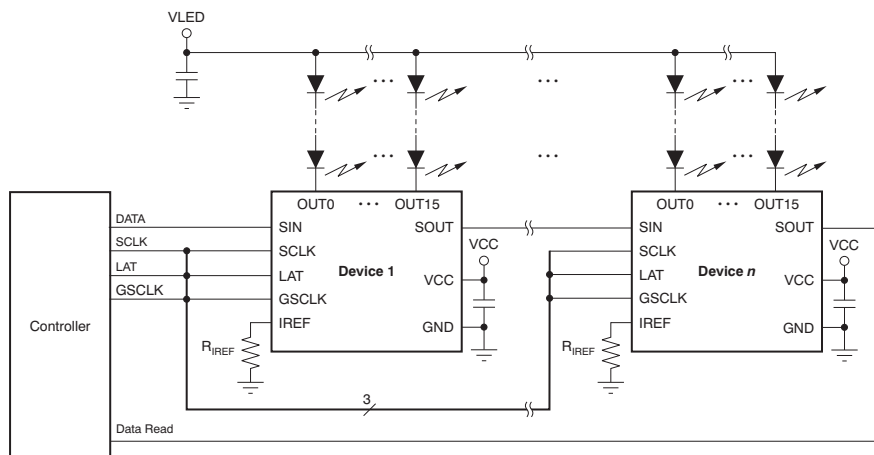 VLED
... ... ...
... ... ...
OUT0 ... OUT15
OUT0 ... OUT15
DATA
SCLK
LAT
GSCLK
Controller
SIN
SCLK
LAT
GSCLK
IREF
Device 1
SOUT
VCC
GND
VCC
RIREF
SIN
SCLK
LAT
GSCLK
IREF
Device n
SOUT
VCC
GND
VCC
RIREF
3
Data Read